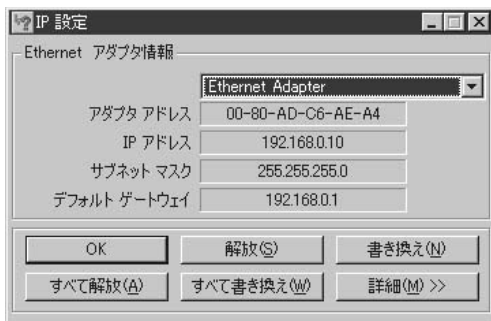 IP 設定
Ethernet アダプタ情報
Ethernet Adapter
アダプタ アドレス 00-80-AD-C6-AE-A4
IP アドレス 192.168.0.10
サブネット マスク 255.255.255.0
デフォルト ゲートウェイ 192.168.0.1
OK 解放(S) 書き換え(N)
すべて解放(A) すべて書き換え(W) 詳細(M) >>